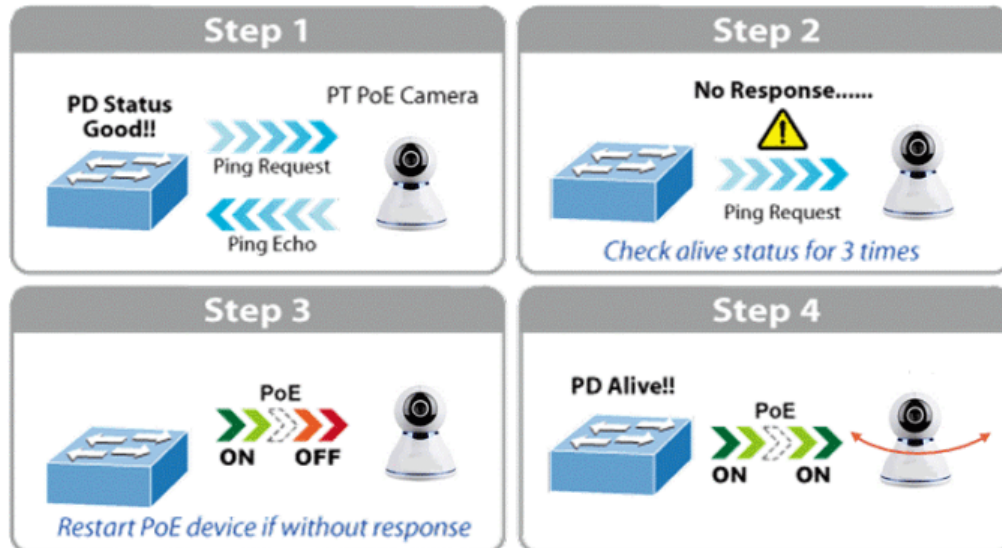 Step 1
PD Status
Good!!
PT PoE Camera
Ping Request
Ping Echo
Step 2
No Response......
Ping Request
Check alive status for 3 times
Step 3
PoE
ON OFF
Restart PoE device if without response
Step 4
PD Alive!!
PoE
ON ON